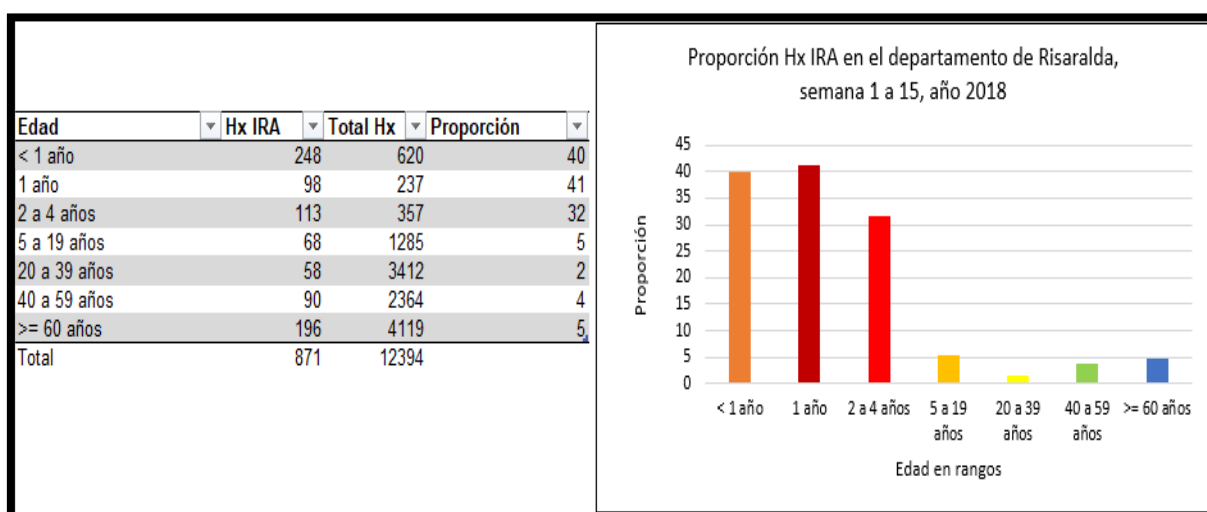 Edad Hx IRA Total Hx Proporción
< 1 año 248 620 40
1 año 98 237 41
2 a 4 años 113 357 32
5 a 19 años 68 1285 5
20 a 39 años 58 3412 2
40 a 59 años 90 2364 4
>= 60 años 196 4119 5
Total 871 12394
Proporción Hx IRA en el departamento de Risaralda,
semana 1 a 15, año 2018
Proporción
45
40
35
30
25
20
15
10
5
0
< 1 año 1 año 2 a 4 años 5 a 19 20 a 39 40 a 59 >= 60 años
años años años
Edad en rangos